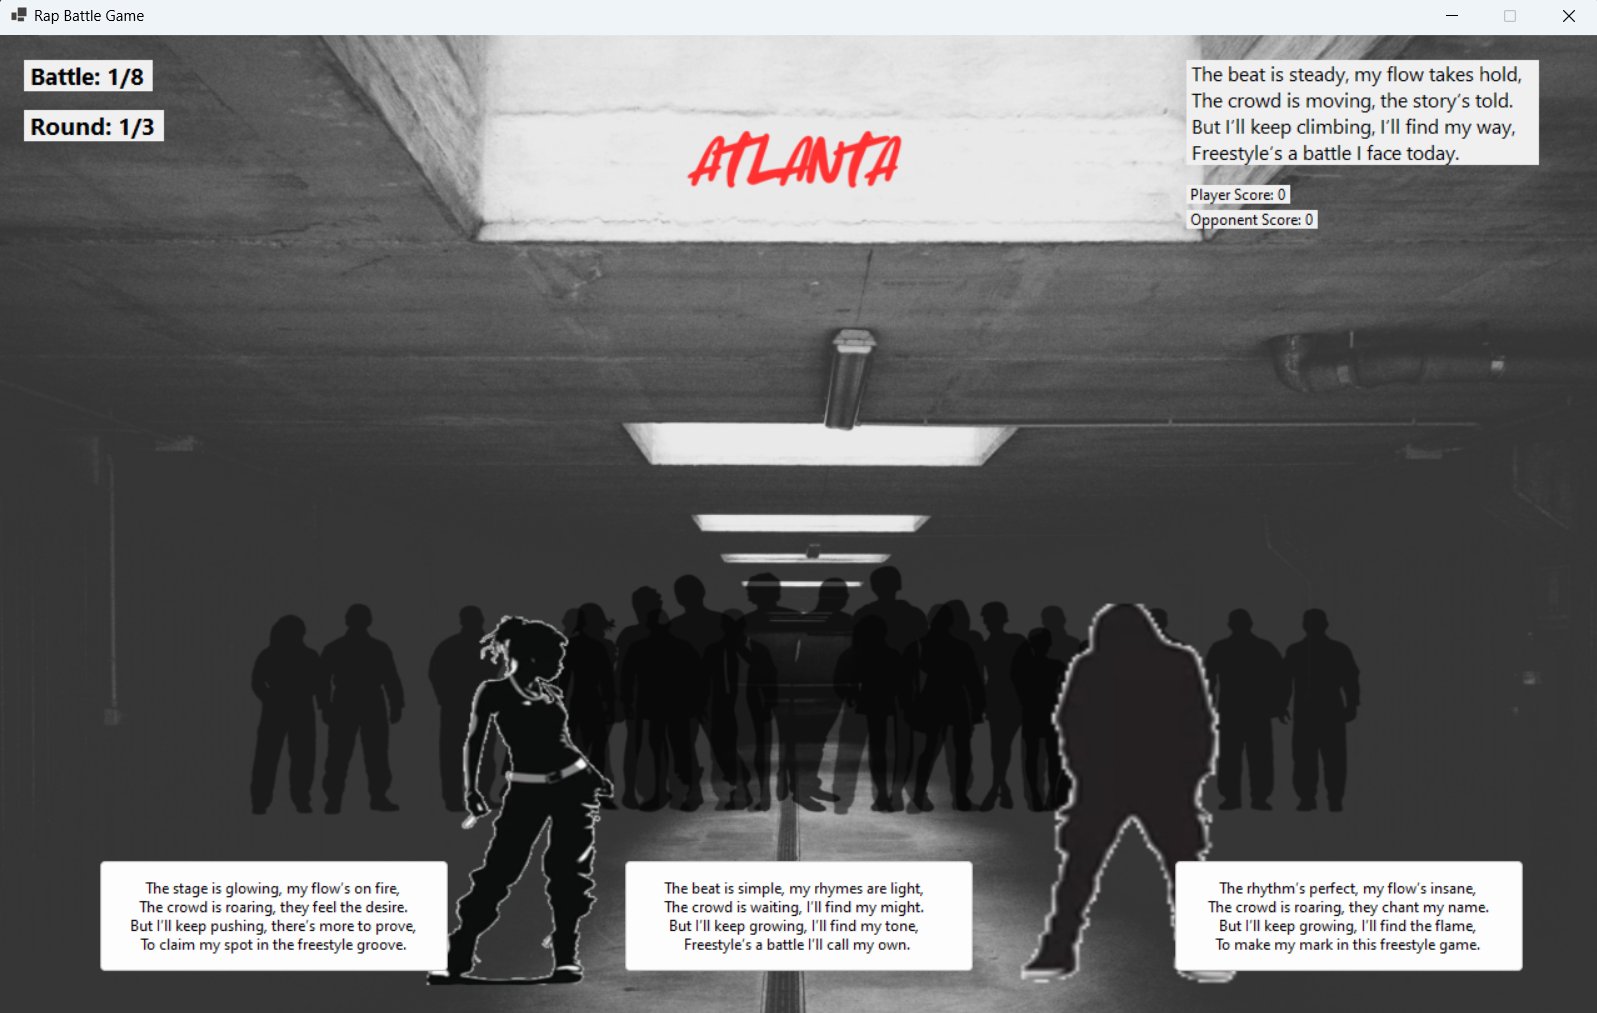 Rap Battle Game
Battle: 1/8
Round: 1/3
ATLANTA
The beat is steady, my flow takes hold,
The crowd is moving, the story's told.
But I'll keep climbing, I'll find my way,
Freestyle's a battle I face today.
Player Score: 0
Opponent Score: 0
The stage is glowing, my flow's on fire,
The crowd is roaring, they feel the desire.
But I'll keep pushing, there's more to prove,
To claim my spot in the freestyle groove.
The beat is simple, my rhymes are light,
The crowd is waiting, I'll find my might.
But I'll keep growing, I'll find my tone,
Freestyle's a battle I'll call my own.
The rhythm's perfect, my flow's insane,
The crowd is roaring, they chant my name.
But I'll keep growing, I'll find the flame,
To make my mark in this freestyle game.